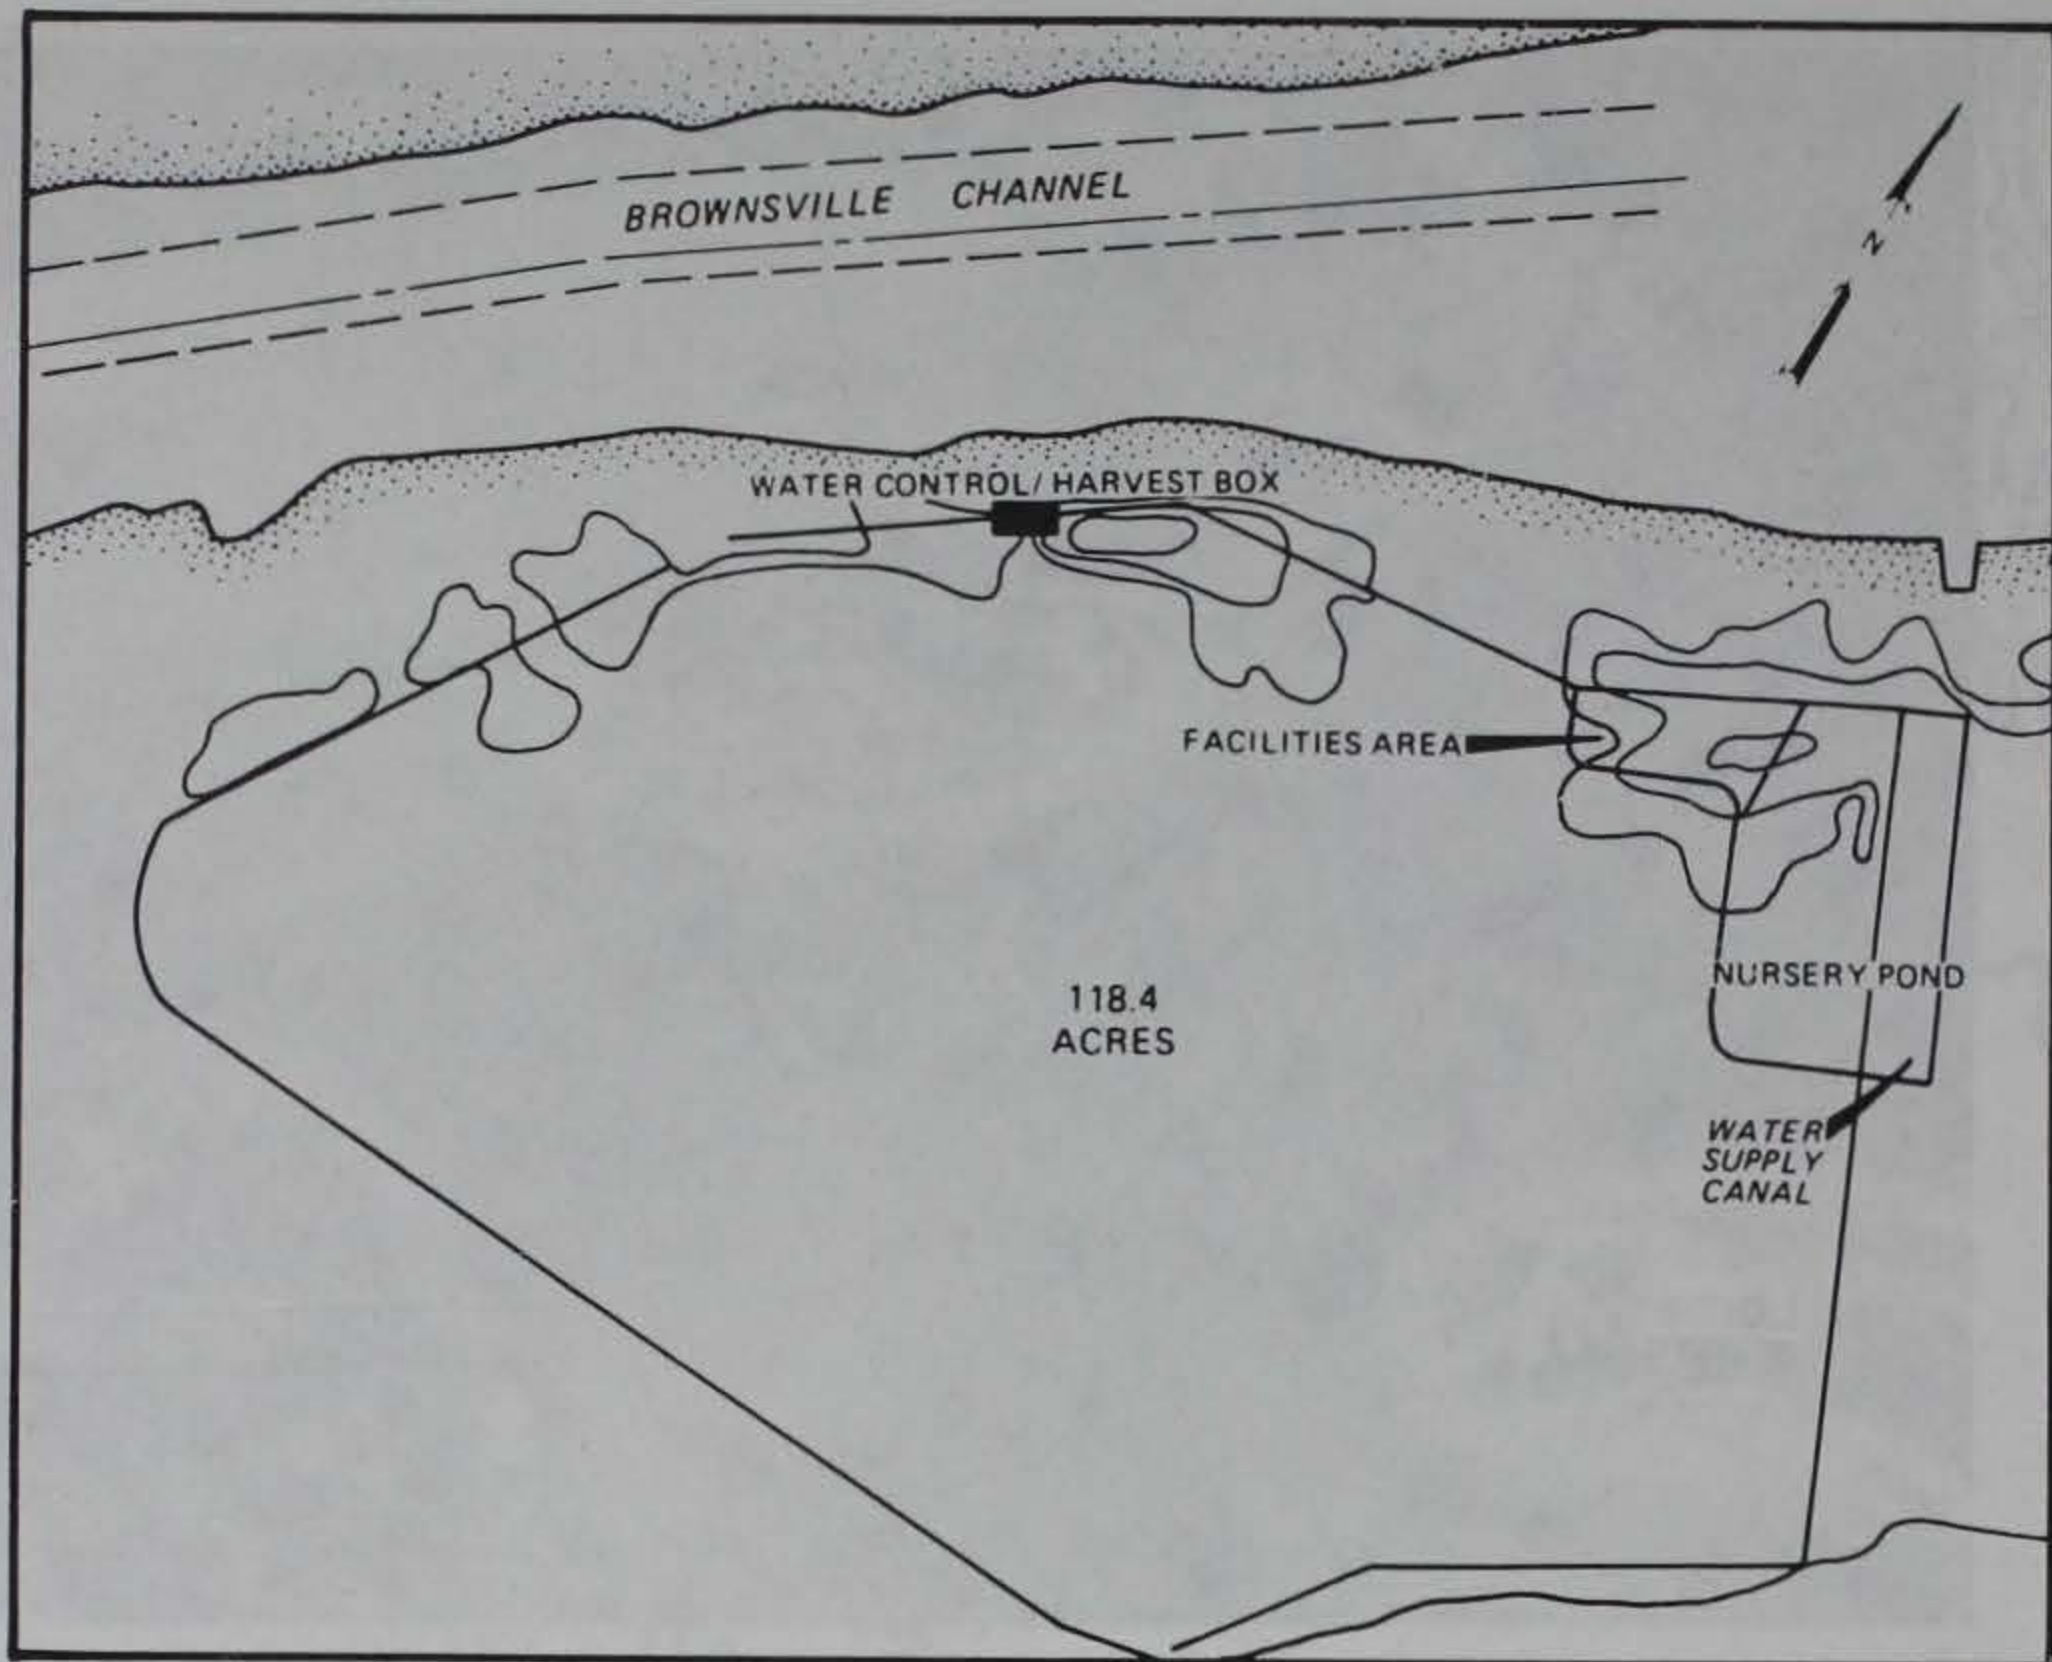 BROWNSVILLE CHANNEL
N
WATER CONTROL/HARVEST BOX
FACILITIES AREA
118.4
ACRES
NURSERY POND
WATER
SUPPLY
CANAL